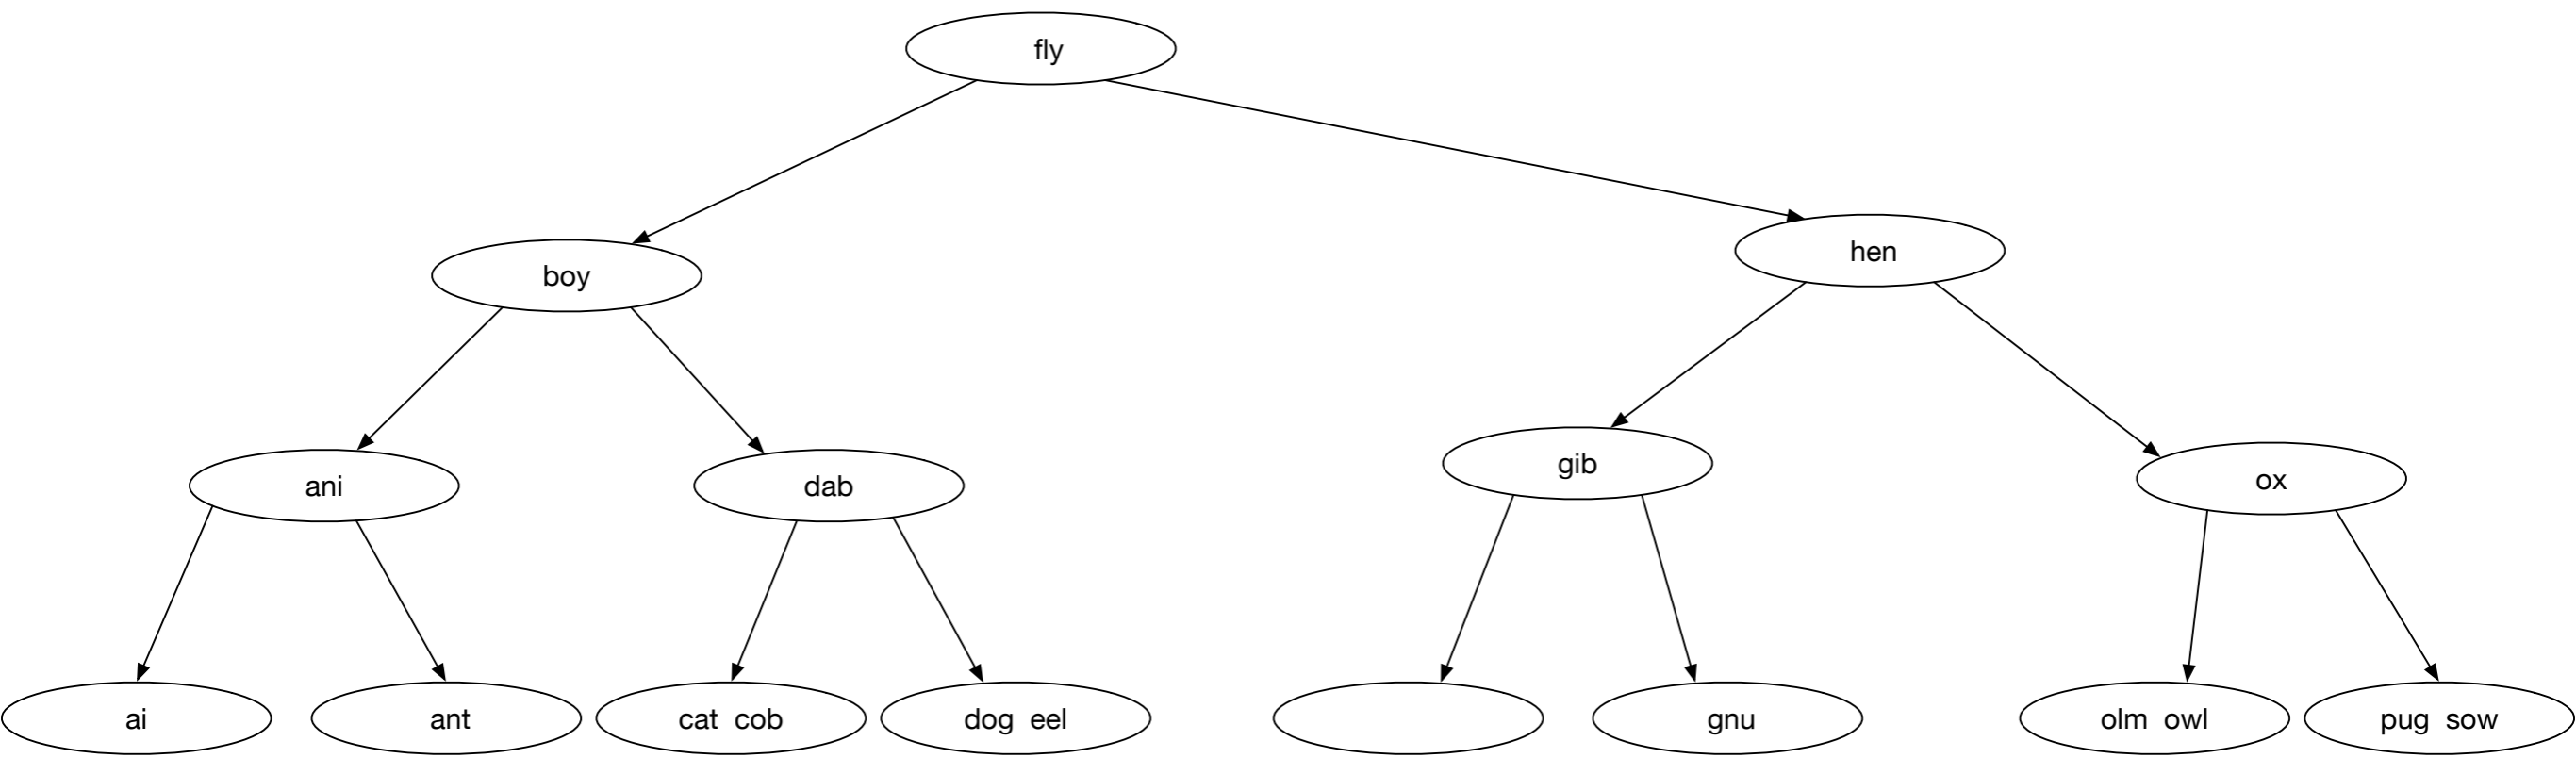 fly
boy
hen
ani
dab
gib
ox
ai
ant
cat cob
dog eel
gnu
olm owl
pug sow